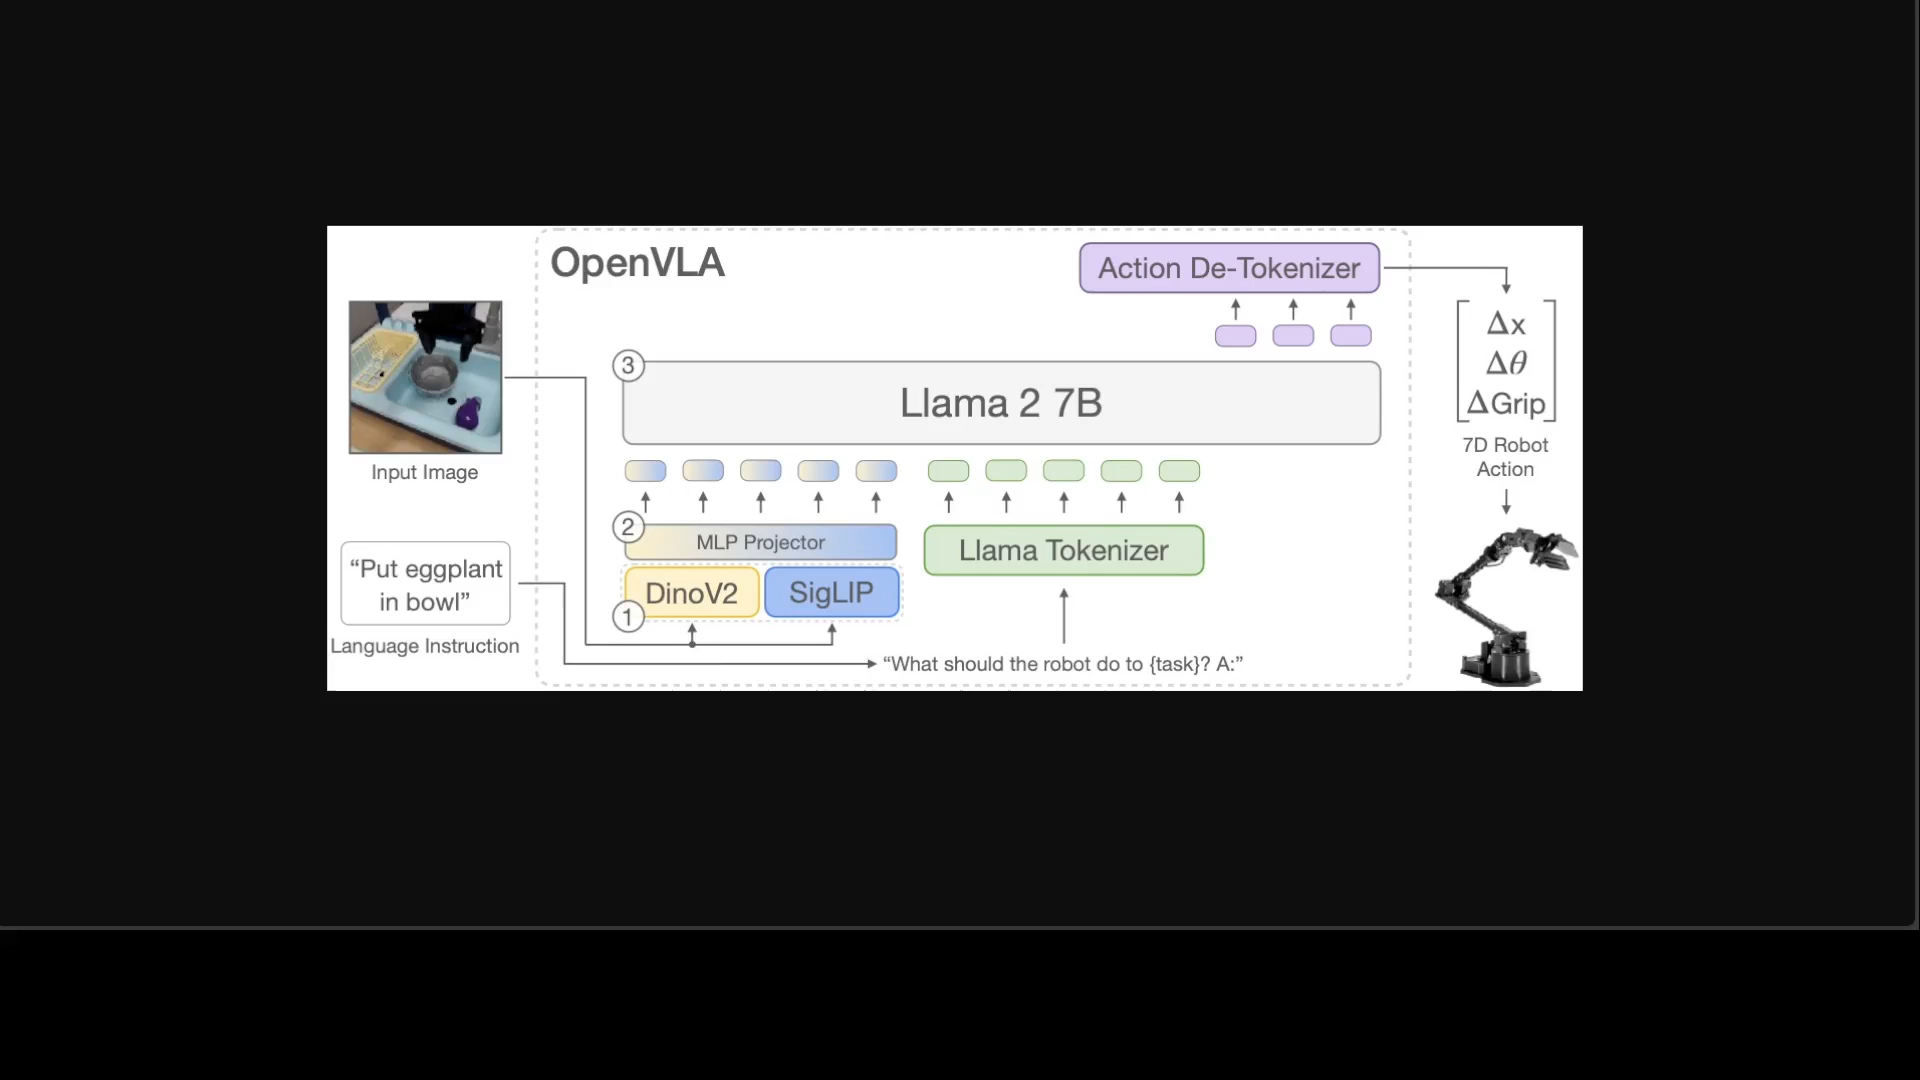 OpenVLA
Action De-Tokenizer
Δx
Δθ
ΔGrip
7D Robot
Action
3
Llama 2 7B
Input Image
2
MLP Projector
Llama Tokenizer
1
DinoV2
SigLIP
“Put eggplant
in bowl”
Language Instruction
“What should the robot do to {task}? A:”